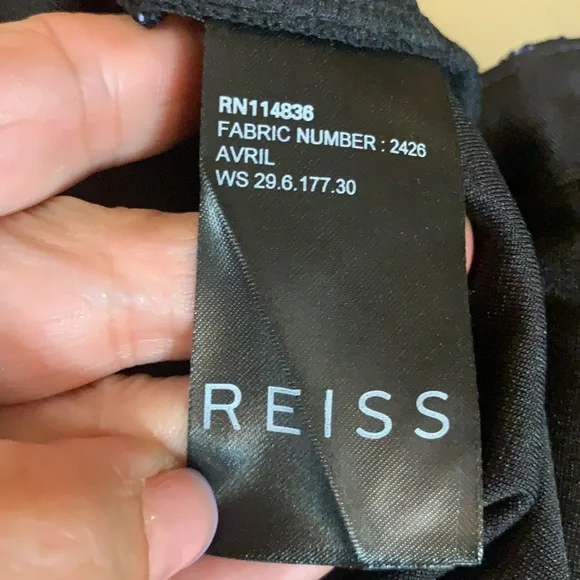 RN114836
FABRIC NUMBER : 2426
AVRIL
WS 29.6.177.30
REISS